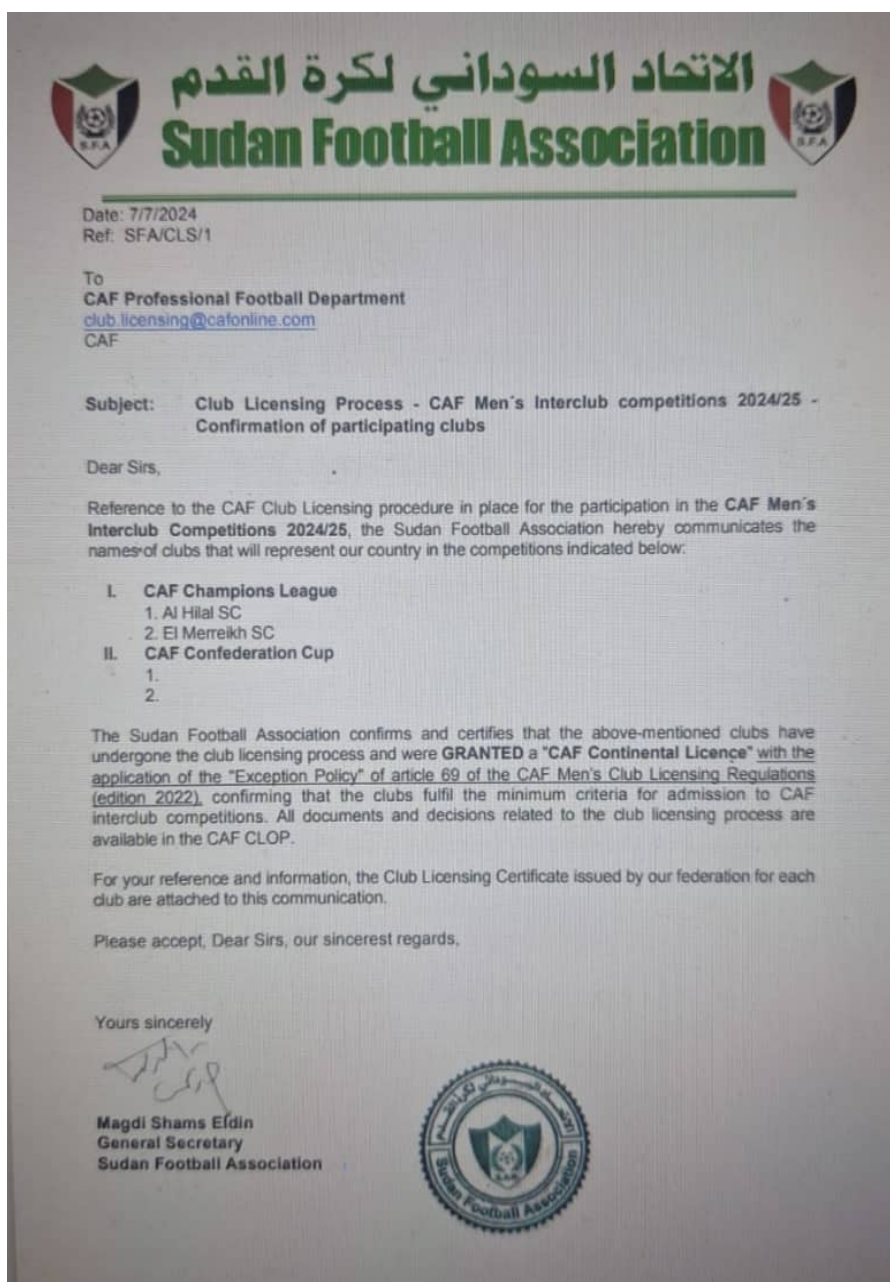 الاتحاد السوداني لكرة القدم
Sudan Football Association
S.F.A
S.F.A
Date: 7/7/2024
Ref: SFA/CLS/1
To
CAF Professional Football Department
club.licensing@cafonline.com
CAF
Subject: Club Licensing Process - CAF Men´s Interclub competitions 2024/25 -
Confirmation of participating clubs
Dear Sirs,
Reference to the CAF Club Licensing procedure in place for the participation in the CAF Men´s
Interclub Competitions 2024/25, the Sudan Football Association hereby communicates the
names of clubs that will represent our country in the competitions indicated below:
I. CAF Champions League
1. Al Hilal SC
2. El Merreikh SC
II. CAF Confederation Cup
1.
2.
The Sudan Football Association confirms and certifies that the above-mentioned clubs have
undergone the club licensing process and were GRANTED a "CAF Continental Licence" with the
application of the "Exception Policy" of article 69 of the CAF Men's Club Licensing Regulations
(edition 2022), confirming that the clubs fulfil the minimum criteria for admission to CAF
interclub competitions. All documents and decisions related to the club licensing process are
available in the CAF CLOP.
For your reference and information, the Club Licensing Certificate issued by our federation for each
club are attached to this communication.
Please accept, Dear Sirs, our sincerest regards,
Yours sincerely
Magdi Shams Eldin
General Secretary
Sudan Football Association
الاتحاد السوداني لكرة القدم
S.F.A
Sudan Football Association